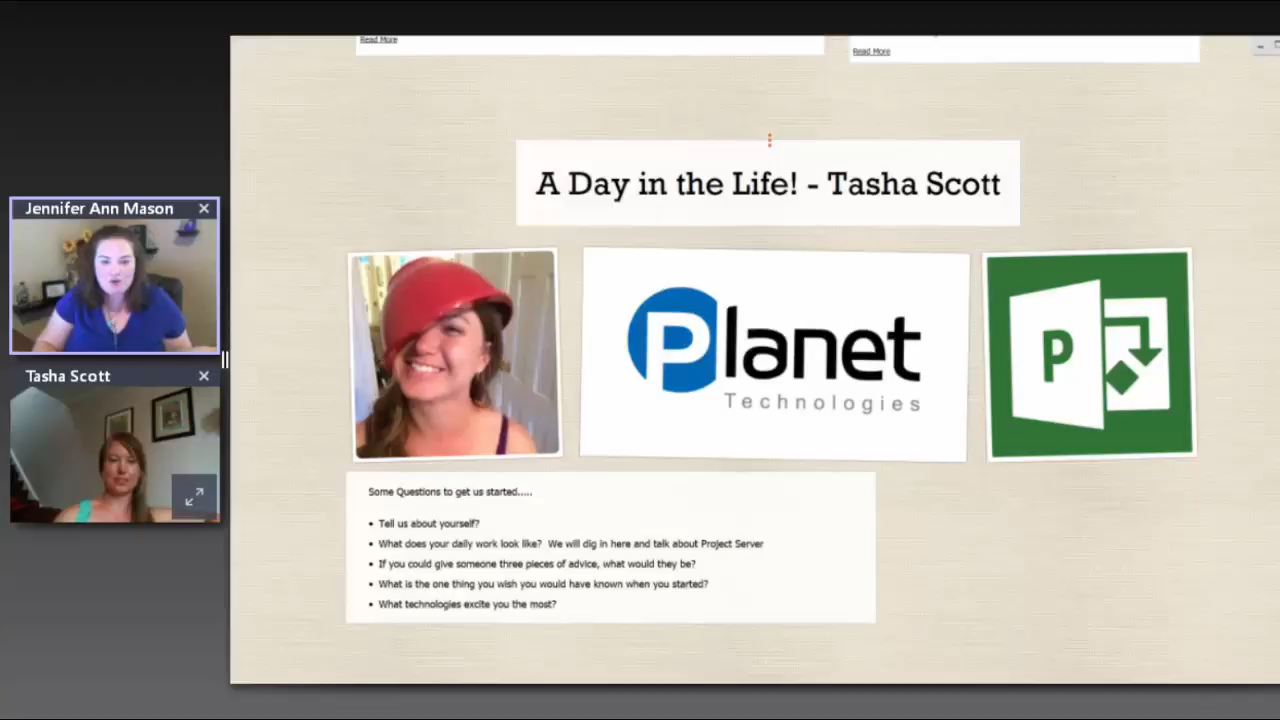 Read More
Read More
A Day in the Life! - Tasha Scott
Jennifer Ann Mason
Tasha Scott
Planet
Technologies
P
Some Questions to get us started.....
• Tell us about yourself?
• What does your daily work look like? We will dig in here and talk about Project Server
• If you could give someone three pieces of advice, what would they be?
• What is the one thing you wish you would have known when you started?
• What technologies excite you the most?